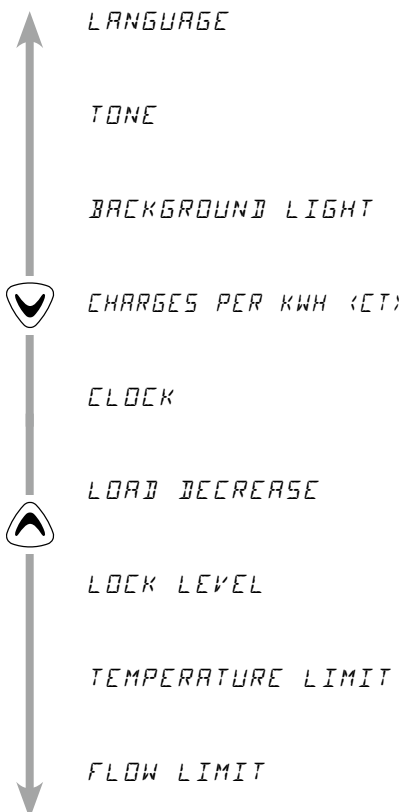 LANGUAGE
TONE
BACKGROUND LIGHT
CHARGES PER KWH <CT>
CLOCK
LOAD DECREASE
LOCK LEVEL
TEMPERATURE LIMIT
FLOW LIMIT